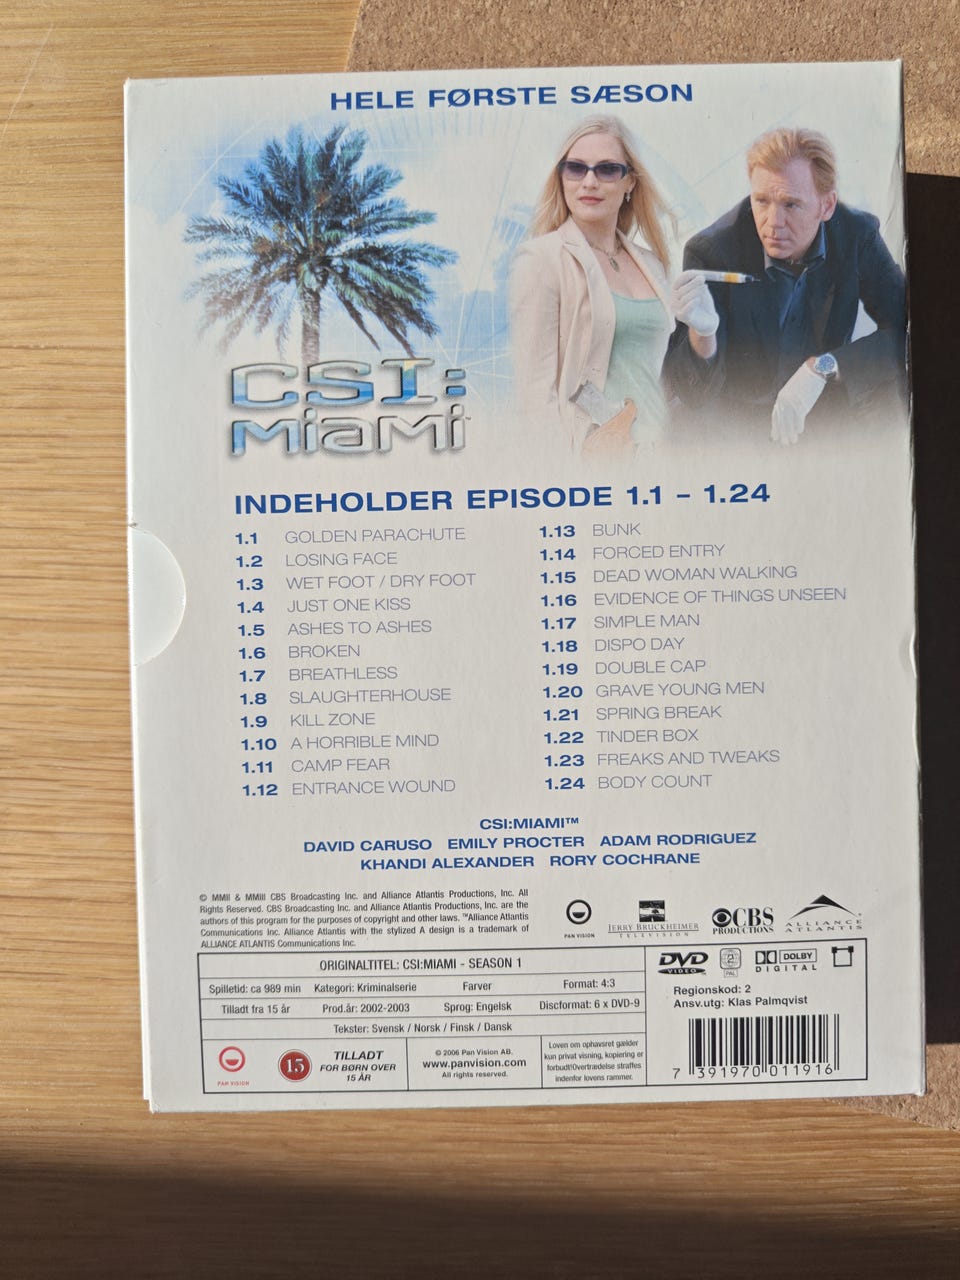 HELE FØRSTE SÆSON
CSI:
MIAMI
INDEHOLDER EPISODE 1.1 - 1.24
1.1 GOLDEN PARACHUTE
1.2 LOSING FACE
1.3 WET FOOT / DRY FOOT
1.4 JUST ONE KISS
1.5 ASHES TO ASHES
1.6 BROKEN
1.7 BREATHLESS
1.8 SLAUGHTERHOUSE
1.9 KILL ZONE
1.10 A HORRIBLE MIND
1.11 CAMP FEAR
1.12 ENTRANCE WOUND
1.13 BUNK
1.14 FORCED ENTRY
1.15 DEAD WOMAN WALKING
1.16 EVIDENCE OF THINGS UNSEEN
1.17 SIMPLE MAN
1.18 DISPO DAY
1.19 DOUBLE CAP
1.20 GRAVE YOUNG MEN
1.21 SPRING BREAK
1.22 TINDER BOX
1.23 FREAKS AND TWEAKS
1.24 BODY COUNT
CSI:MIAMI™
DAVID CARUSO EMILY PROCTER ADAM RODRIGUEZ
KHANDI ALEXANDER RORY COCHRANE
© MMII & MMIII CBS Broadcasting Inc. and Alliance Atlantis Productions, Inc. All
Rights Reserved. CBS Broadcasting Inc. and Alliance Atlantis Productions, Inc. are the
authors of this program for the purposes of copyright and other laws. ™Alliance Atlantis
Communications Inc. Alliance Atlantis with the stylized A design is a trademark of
ALLIANCE ATLANTIS Communications Inc.
PAN VISION
JERRY BRUCKHEIMER
TELEVISION
CBS
PRODUCTIONS
ALLIANCE
ATLANTIS
ORIGINALTITEL: CSI:MIAMI - SEASON 1
Spilletid: ca 989 min Kategori: Kriminalserie Farver Format: 4:3
Tilladt fra 15 år Prod.år: 2002-2003 Sprog: Engelsk Discformat: 6 x DVD-9
Tekster: Svensk / Norsk / Finsk / Dansk
PAN VISION
15
TILLADT
FOR BØRN OVER
15 ÅR
© 2006 Pan Vision AB.
www.panvision.com
All rights reserved.
Loven om ophavsret gælder
kun privat visning, kopiering er
forbudt!Overtrædelse straffes
indenfor lovens rammer.
DVD
VIDEO
2
PAL
DOLBY
DIGITAL
Regionskod: 2
Ansv.utg: Klas Palmqvist
7 391970 011916